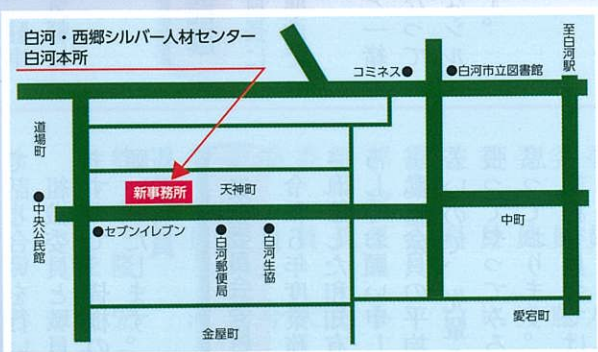 白河・西郷シルバー人材センター
白河本所
コミネス●
●白河市立図書館
至白河駅
道場町
新事務所
天神町
●中央公民館
●セブンイレブン
●白河郵便局
●白河生協
中町
金屋町
愛宕町